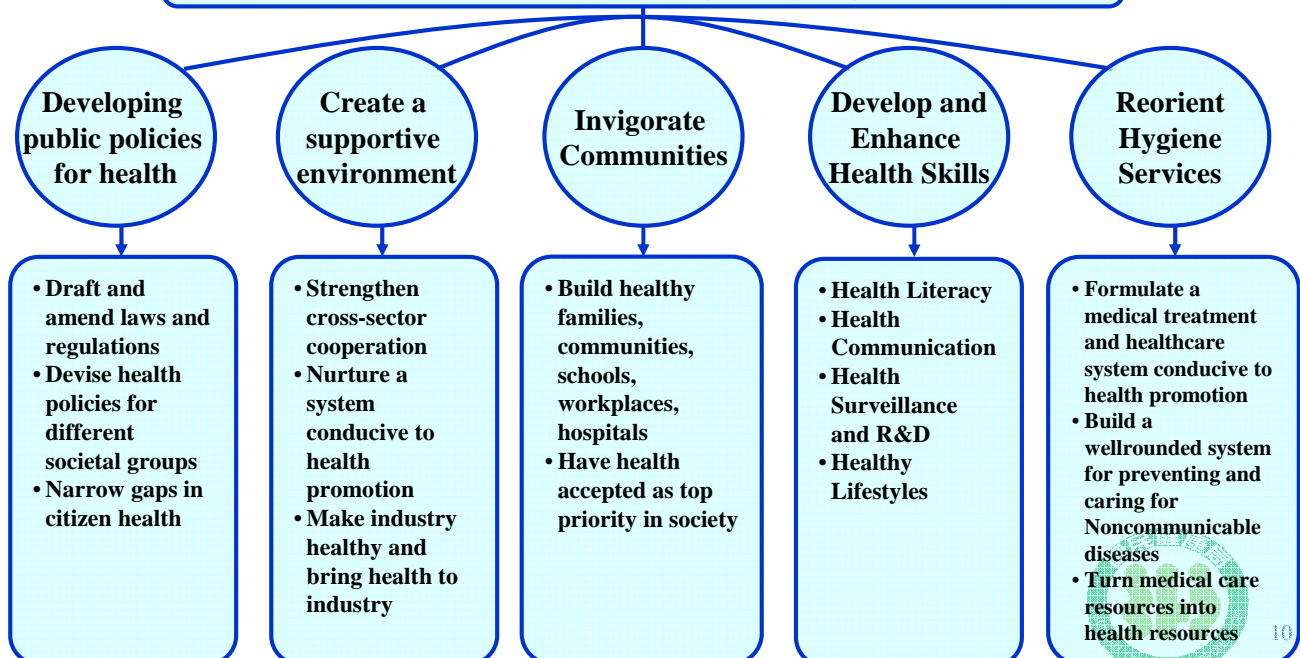 Developing
public policies
for health
Create a
supportive
environment
Invigorate
Communities
Develop and
Enhance
Health Skills
Reorient
Hygiene
Services
• Draft and
amend laws and
regulations
• Devise health
policies for
different
societal groups
• Narrow gaps in
citizen health
• Strengthen
cross-sector
cooperation
• Nurture a
system
conducive to
health
promotion
• Make industry
healthy and
bring health to
industry
• Build healthy
families,
communities,
schools,
workplaces,
hospitals
• Have health
accepted as top
priority in society
• Health Literacy
• Health
Communication
• Health
Surveillance
and R&D
• Healthy
Lifestyles
• Formulate a
medical treatment
and healthcare
system conducive to
health promotion
• Build a
wellrounded system
for preventing and
caring for
Noncommunicable
diseases
• Turn medical care
resources into
health resources
10